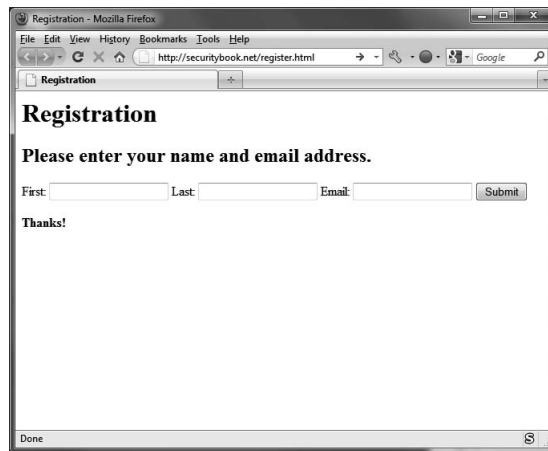 Registration - Mozilla Firefox
File Edit View History Bookmarks Tools Help
http://securitybook.net/register.html Google
Registration
Registration
Please enter your name and email address.
First: Last: Email: Submit
Thanks!
Done